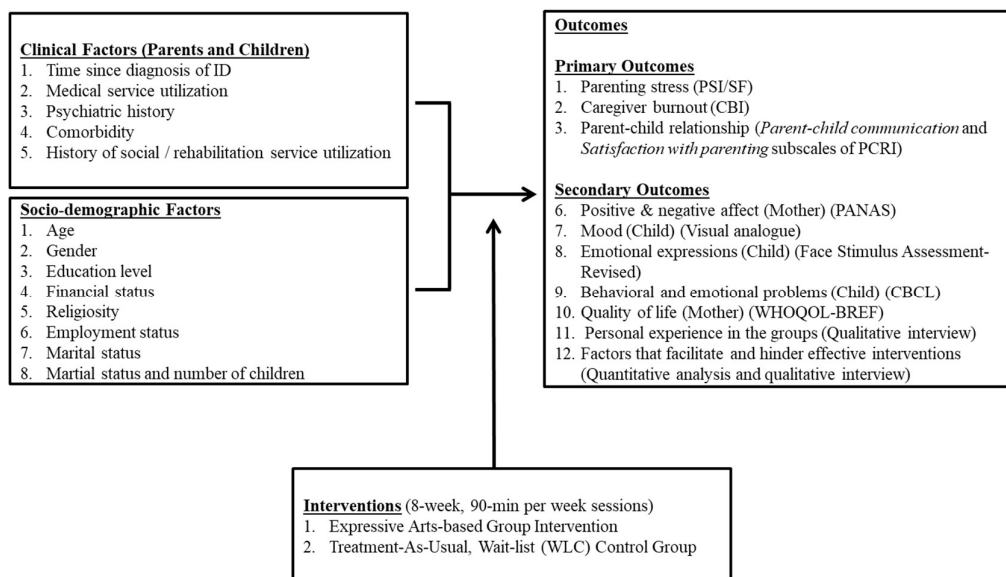 Clinical Factors (Parents and Children)
1. Time since diagnosis of ID
2. Medical service utilization
3. Psychiatric history
4. Comorbidity
5. History of social / rehabilitation service utilization
Socio-demographic Factors
1. Age
2. Gender
3. Education level
4. Financial status
5. Religiosity
6. Employment status
7. Marital status
8. Martial status and number of children
Outcomes
Primary Outcomes
1. Parenting stress (PSI/SF)
2. Caregiver burnout (CBI)
3. Parent-child relationship (Parent-child communication and
Satisfaction with parenting subscales of PCRI)
Secondary Outcomes
6. Positive & negative affect (Mother) (PANAS)
7. Mood (Child) (Visual analogue)
8. Emotional expressions (Child) (Face Stimulus Assessment-
Revised)
9. Behavioral and emotional problems (Child) (CBCL)
10. Quality of life (Mother) (WHOQOL-BREF)
11. Personal experience in the groups (Qualitative interview)
12. Factors that facilitate and hinder effective interventions
(Quantitative analysis and qualitative interview)
Interventions (8-week, 90-min per week sessions)
1. Expressive Arts-based Group Intervention
2. Treatment-As-Usual, Wait-list (WLC) Control Group